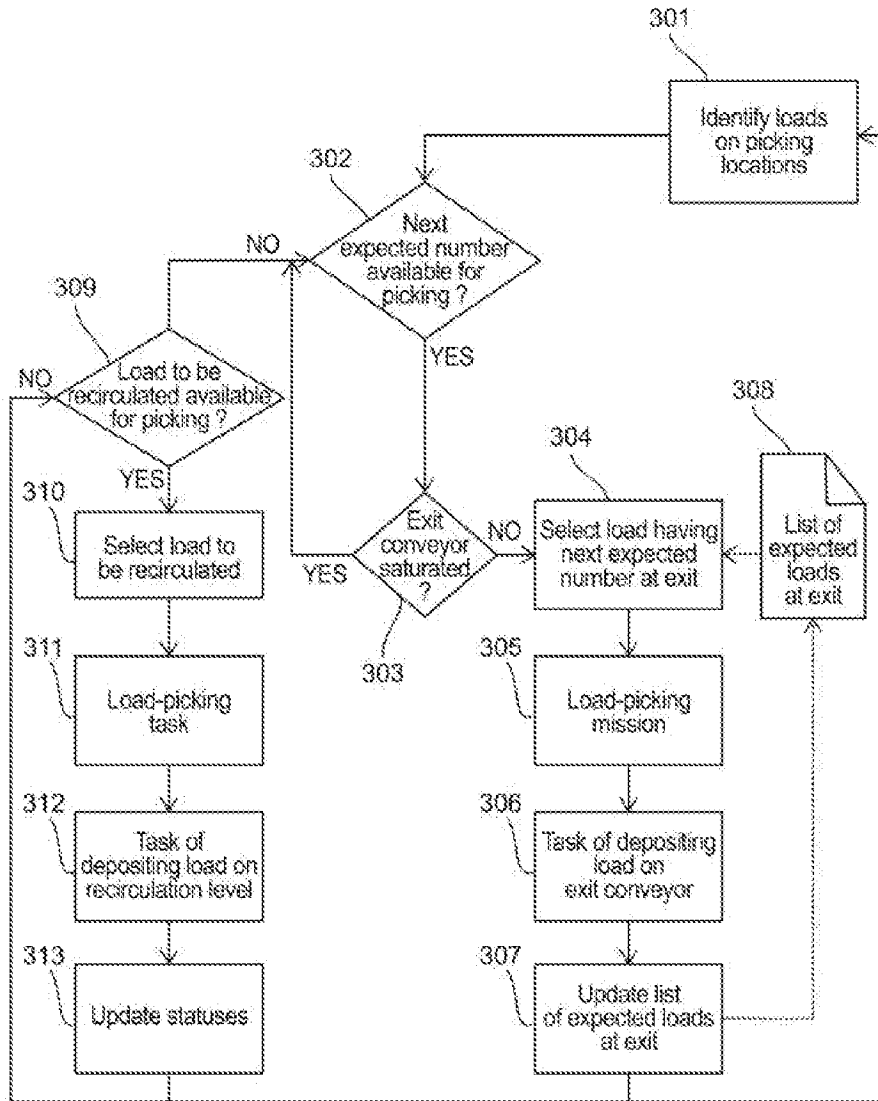 301
Identify loads
on picking
locations
302
Next
expected number
available for
picking ?
NO
YES
309
NO
Load to be
recirculated available
for picking ?
YES
308
List of
expected
loads
at exit
304
Select load having
next expected
number at exit
Exit
conveyor
saturated
?
NO
YES
303
310
Select load to
be recirculated
311
Load-picking
task
305
Load-picking
mission
312
Task of
depositing load on
recirculation level
306
Task of depositing
load on
exit conveyor
313
Update statuses
307
Update list
of expected loads
at exit